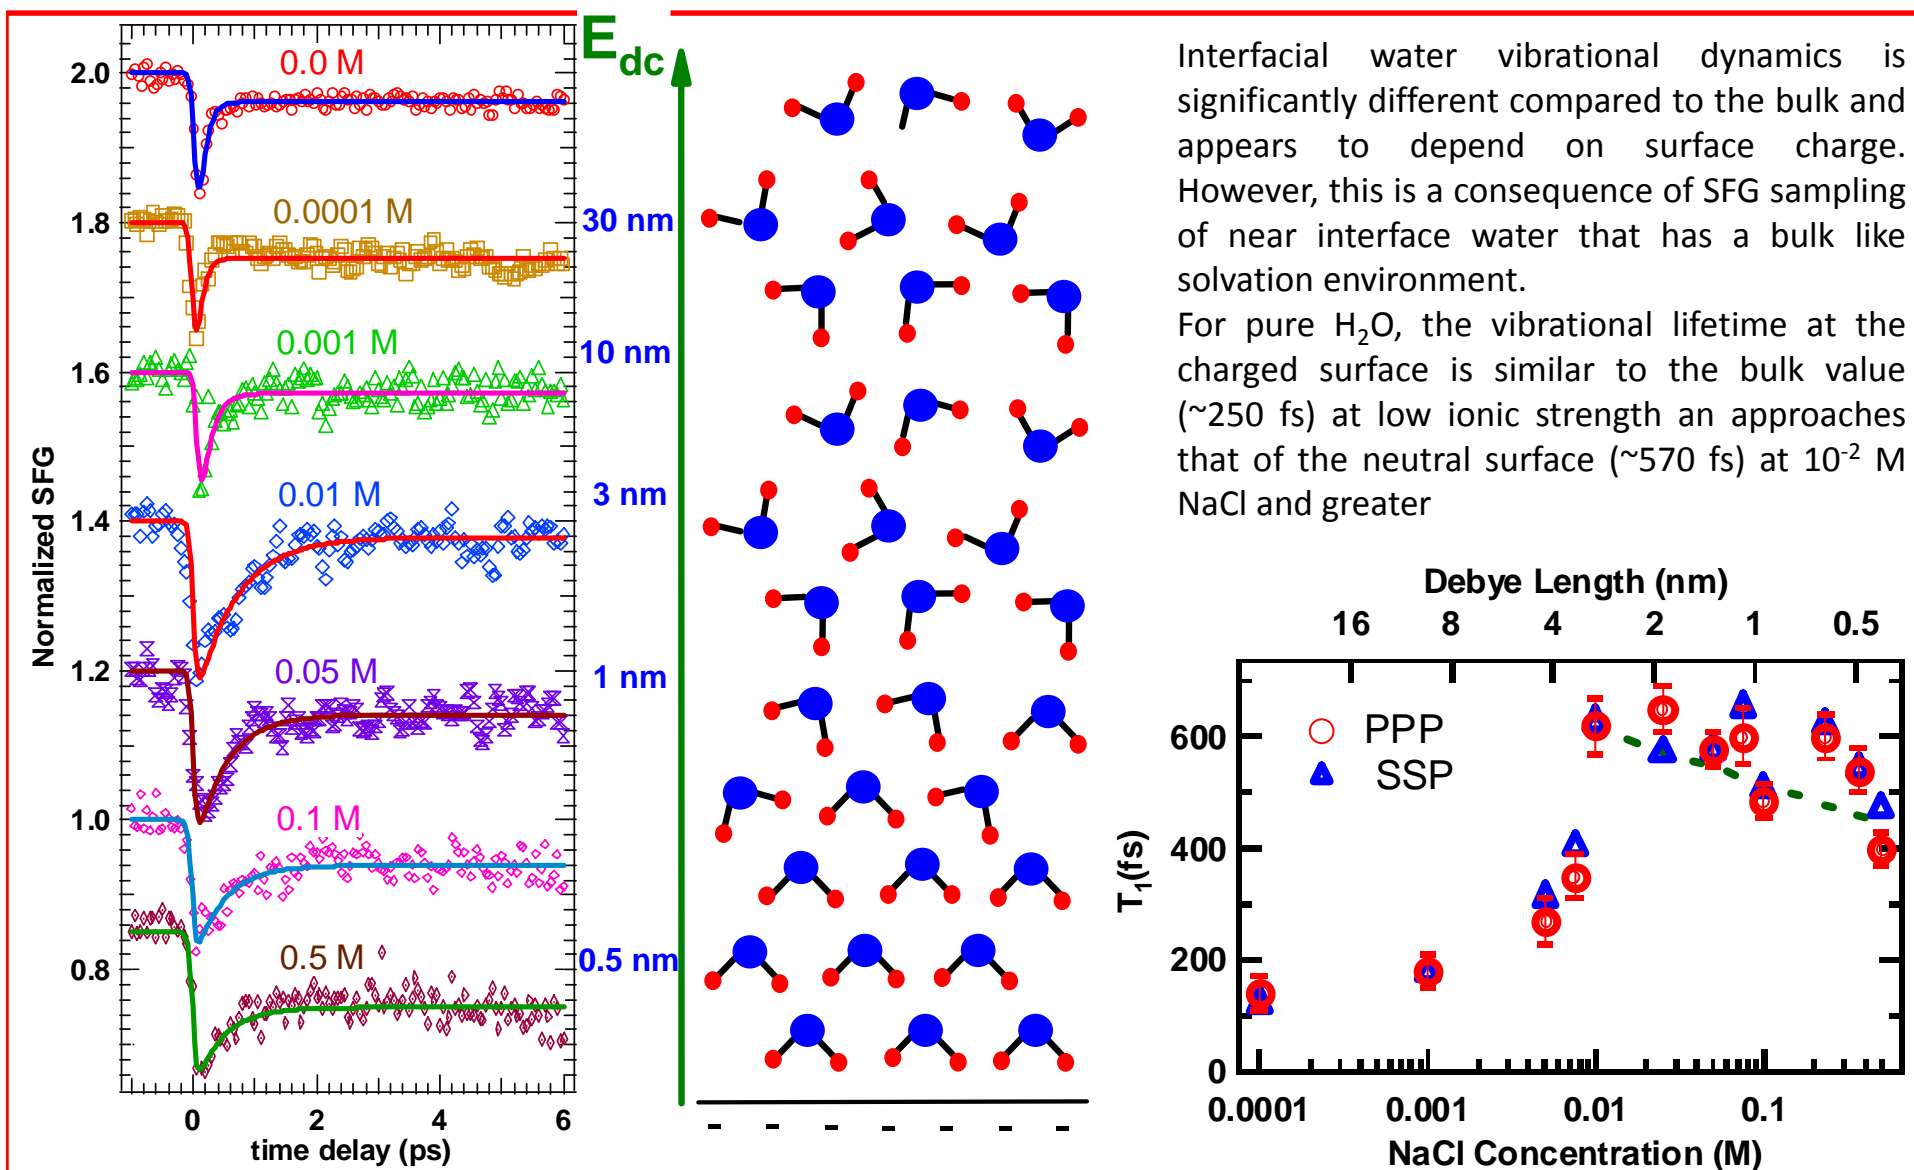 2.0
1.8
1.6
1.4
1.2
1.0
0.8
Normalized SFG
0.0 M
0.0001 M
0.001 M
0.01 M
0.05 M
0.1 M
0.5 M
0
2
4
6
time delay (ps)
E_dc
30 nm
10 nm
3 nm
1 nm
0.5 nm
- - - - - - -
Interfacial water vibrational dynamics is
significantly different compared to the bulk and
appears to depend on surface charge.
However, this is a consequence of SFG sampling
of near interface water that has a bulk like
solvation environment.
For pure H₂O, the vibrational lifetime at the
charged surface is similar to the bulk value
(~250 fs) at low ionic strength an approaches
that of the neutral surface (~570 fs) at 10⁻² M
NaCl and greater
Debye Length (nm)
16 8 4 2 1 0.5
PPP
SSP
600
400
200
0
T₁(fs)
0.0001 0.001 0.01 0.1
NaCl Concentration (M)